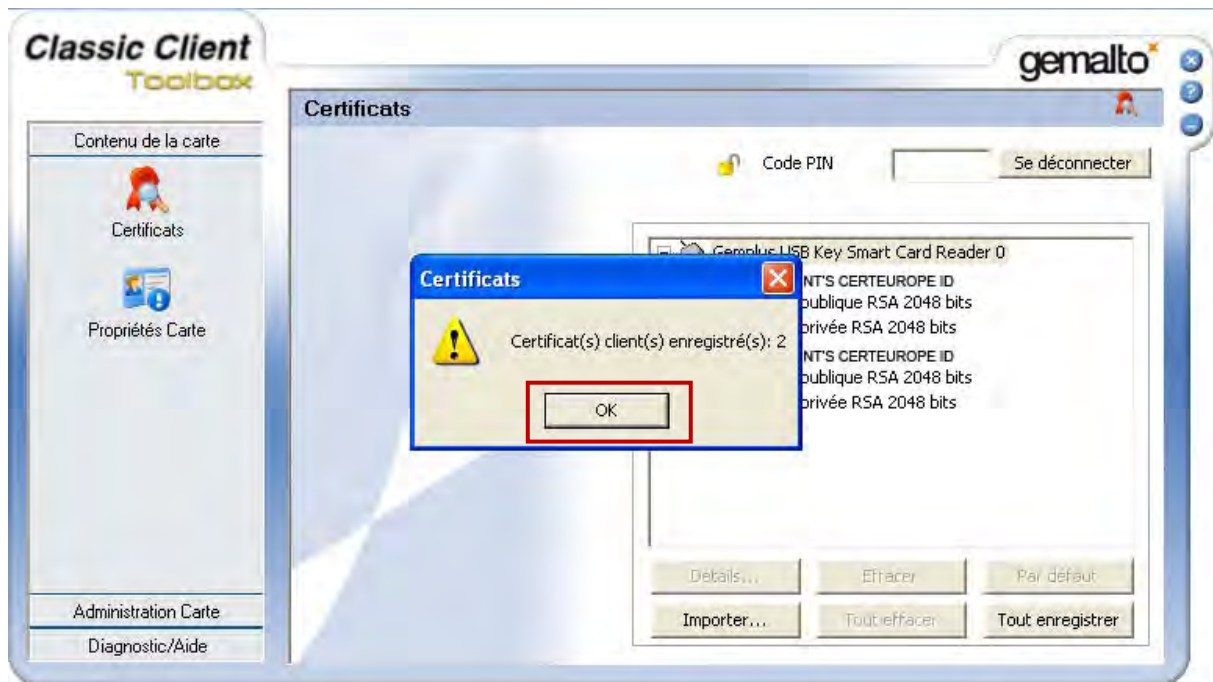 Classic Client
Toolbox
gemalto
Certificats
Contenu de la carte
Certificats
Propriétés Carte
Administration Carte
Diagnostic/Aide
Code PIN
Se déconnecter
Gemplus USB Key Smart Card Reader 0
NT'S CERTEUROPE ID
publique RSA 2048 bits
privée RSA 2048 bits
NT'S CERTEUROPE ID
publique RSA 2048 bits
privée RSA 2048 bits
Certificats
Certificat(s) client(s) enregistré(s): 2
OK
Détails...
Effacer
Par défaut
Importer...
Tout effacer
Tout enregistrer